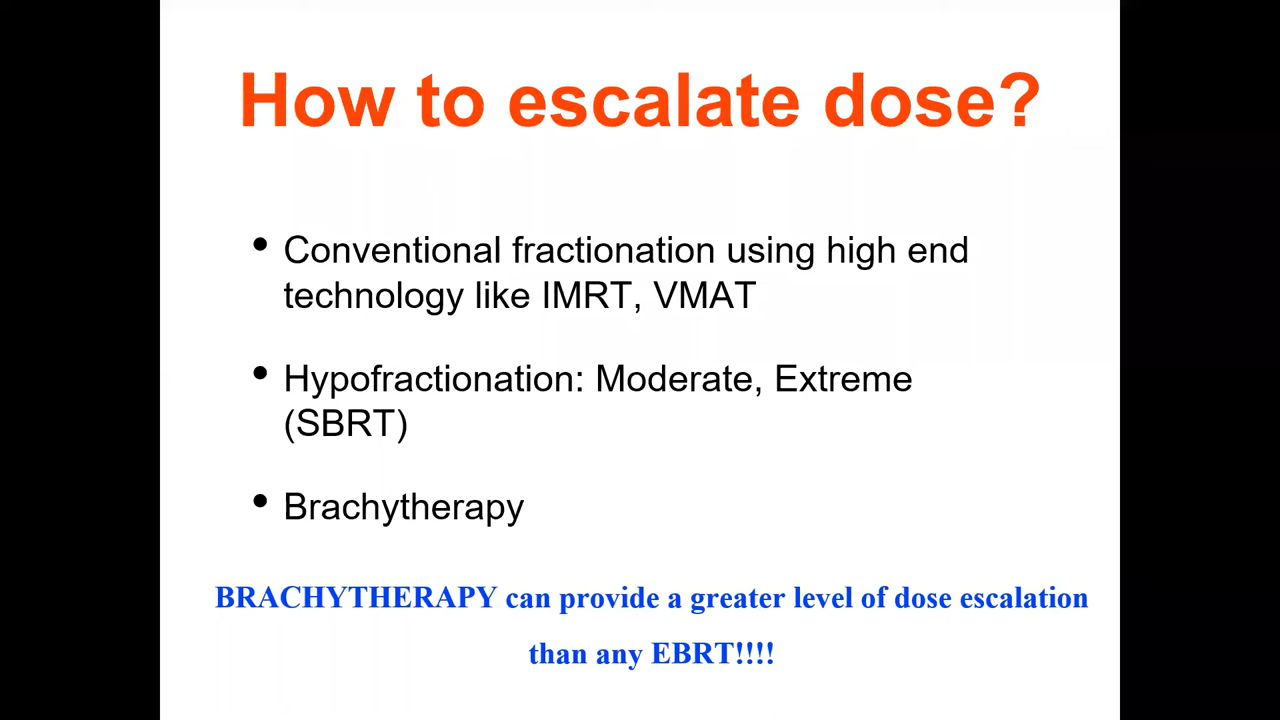 How to escalate dose?
• Conventional fractionation using high end
technology like IMRT, VMAT
• Hypofractionation: Moderate, Extreme
(SBRT)
• Brachytherapy
BRACHYTHERAPY can provide a greater level of dose escalation
than any EBRT!!!!